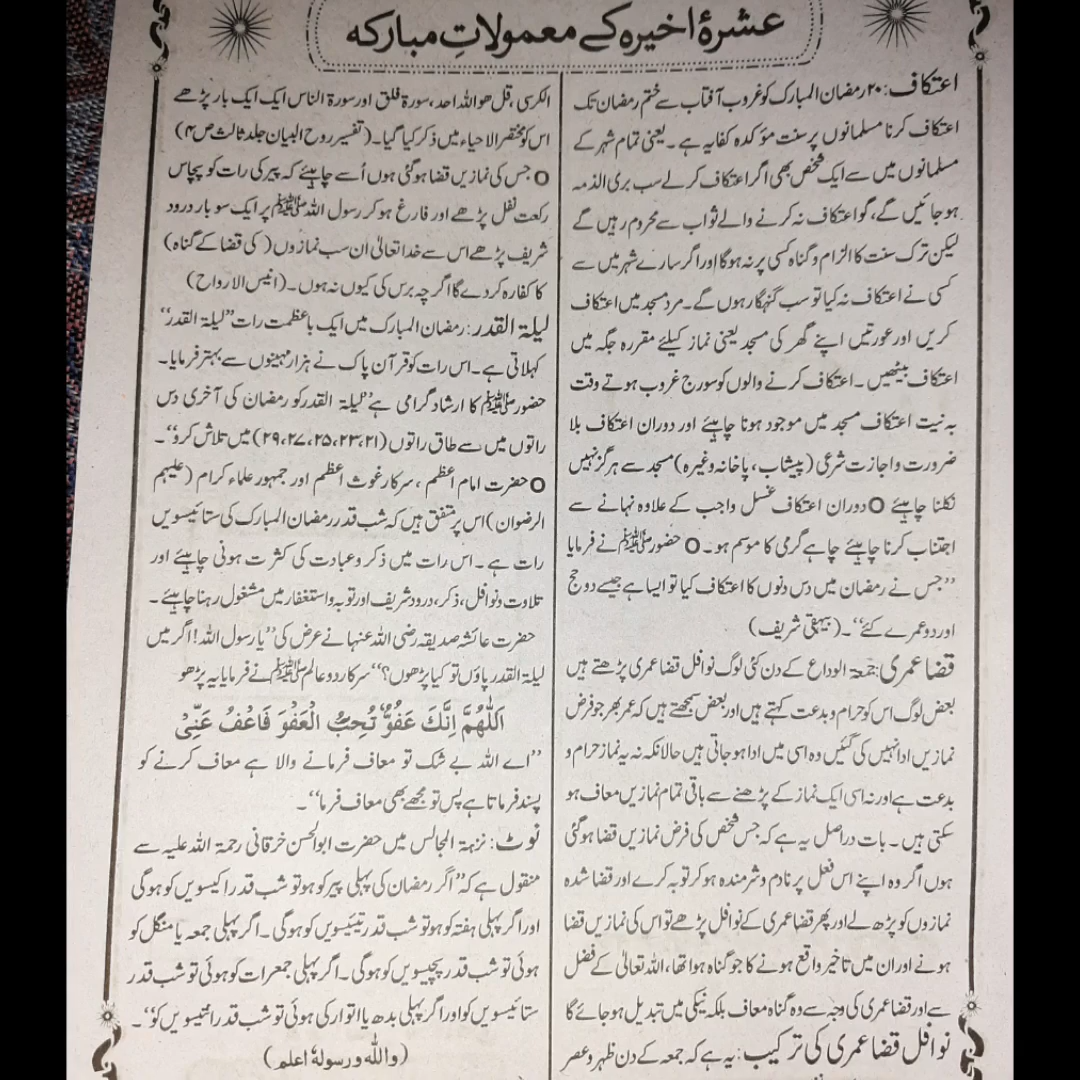 عشرۂ اخیرہ کے معمولاتِ مبارکہ
اعتکاف: ۲۰ رمضان المبارک کو غروب آفتاب سے ختم رمضان تک
اعتکاف کرنا مسلمانوں پر سنت مؤکدہ کفایہ ہے۔ یعنی تمام شہر کے
مسلمانوں میں سے ایک شخص بھی اگر اعتکاف کرلے سب بری الذمہ
ہوجائیں گے، گو اعتکاف نہ کرنے والے ثواب سے محروم رہیں گے
لیکن ترک سنت کا الزام و گناہ کسی پر نہ ہوگا اور اگر سارے شہر میں سے
کسی نے اعتکاف نہ کیا تو سب گنہگار ہوں گے۔ مرد مسجد میں اعتکاف
کریں اور عورتیں اپنے گھر کی مسجد یعنی نماز کیلئے مقررہ جگہ میں
اعتکاف بیٹھیں۔ اعتکاف کرنے والوں کو سورج غروب ہوتے وقت
بہ نیت اعتکاف مسجد میں موجود ہونا چاہیئے اور دوران اعتکاف بلا
ضرورت و اجازت شرعی (پیشاب، پاخانہ وغیرہ) مسجد سے ہرگز نہیں
نکلنا چاہیئے O دوران اعتکاف غسل واجب کے علاوہ نہانے سے
اجتناب کرنا چاہیئے چاہے گرمی کا موسم ہو۔ O حضور ﷺ نے فرمایا
”جس نے رمضان میں دس دنوں کا اعتکاف کیا تو ایسا ہے جیسے دو حج
اور دو عمرے کئے“۔ (بیہقی شریف)
قضا عمری: جمعۃ الوداع کے دن کئی لوگ نوافل قضا عمری پڑھتے ہیں
بعض لوگ اس کو حرام و بدعت کہتے ہیں اور بعض سمجھتے ہیں کہ عمر بھر جو فرض
نمازیں ادا نہیں کی گئیں وہ اسی میں ادا ہوجاتی ہیں حالانکہ نہ یہ نماز حرام و
بدعت ہے اور نہ اسی ایک نماز کے پڑھنے سے باقی تمام نمازیں معاف ہو
سکتی ہیں۔ بات دراصل یہ ہے کہ جس شخص کی فرض نمازیں قضا ہوگئی
ہوں اگر وہ اپنے اس فعل پر نادم و شرمندہ ہوکر توبہ کرے اور قضا شدہ
نمازوں کو پڑھ لے اور پھر قضا عمری کے نوافل پڑھے تو اس کی نمازیں قضا
ہونے اور ان میں تاخیر واقع ہونے کا جو گناہ ہوا تھا، اللہ تعالیٰ کے فضل
سے اور قضا عمری کی وجہ سے وہ گناہ معاف بلکہ نیکی میں تبدیل ہوجائے گا
نوافل قضا عمری کی ترکیب: یہ ہے کہ جمعہ کے دن ظہر و عصر
الکرسی، قل ھو اللہ احد، سورۃ فلق اور سورۃ الناس ایک ایک بار پڑھے
اس کو مختصر الاحیاء میں ذکر کیا گیا۔ (تفسیر روح البیان جلد ثالث ص ۴)
O جس کی نمازیں قضا ہوگئی ہوں اُسے چاہیئے کہ پیر کی رات کو پچاس
رکعت نفل پڑھے اور فارغ ہوکر رسول اللہ ﷺ پر ایک سو بار درود
شریف پڑھے اس سے خدا تعالیٰ ان سب نمازوں (کی قضا کے گناہ)
کا کفارہ کردے گا اگرچہ برس کی کیوں نہ ہوں۔ (انیس الارواح)
لیلۃ القدر: رمضان المبارک میں ایک باعظمت رات ”لیلۃ القدر“
کہلاتی ہے۔ اس رات کو قرآن پاک نے ہزار مہینوں سے بہتر فرمایا۔
حضور ﷺ کا ارشاد گرامی ہے ”لیلۃ القدر کو رمضان کی آخری دس
راتوں میں سے طاق راتوں (۲۱، ۲۳، ۲۵، ۲۷، ۲۹) میں تلاش کرو“۔
O حضرت امام اعظم، سرکار غوث اعظم اور جمہور علماء کرام (علیہم
الرضوان) اس پر متفق ہیں کہ شب قدر رمضان المبارک کی ستائیسویں
رات ہے۔ اس رات میں ذکر و عبادت کی کثرت ہونی چاہیئے اور
تلاوت و نوافل، ذکر، درود شریف اور توبہ و استغفار میں مشغول رہنا چاہیئے۔
حضرت عائشہ صدیقہ رضی اللہ عنہا نے عرض کی ”یا رسول اللہ! اگر میں
لیلۃ القدر پاؤں تو کیا پڑھوں؟“ سرکار دو عالم ﷺ نے فرمایا یہ پڑھو
اَللّٰهُمَّ اِنَّكَ عَفُوٌّ تُحِبُّ الْعَفْوَ فَاعْفُ عَنِّیْ
”اے اللہ بے شک تو معاف فرمانے والا ہے معاف کرنے کو
پسند فرماتا ہے پس تو مجھے بھی معاف فرما“۔
نوٹ: نزہۃ المجالس میں حضرت ابوالحسن خرقانی رحمۃ اللہ علیہ سے
منقول ہے کہ ”اگر رمضان کی پہلی پیر کو ہو تو شب قدر اکیسویں کو ہوگی
اور اگر پہلی ہفتہ کو ہو تو شب قدر تیئیسویں کو ہوگی۔ اگر پہلی جمعہ یا منگل کو
ہوئی تو شب قدر پچیسویں کو ہوگی۔ اگر پہلی جمعرات کو ہوئی تو شب قدر
ستائیسویں کو اور اگر پہلی بدھ یا اتوار کی ہوئی تو شب قدر انتیسویں کو“۔
(واللہ و رسولہٗ اعلم)